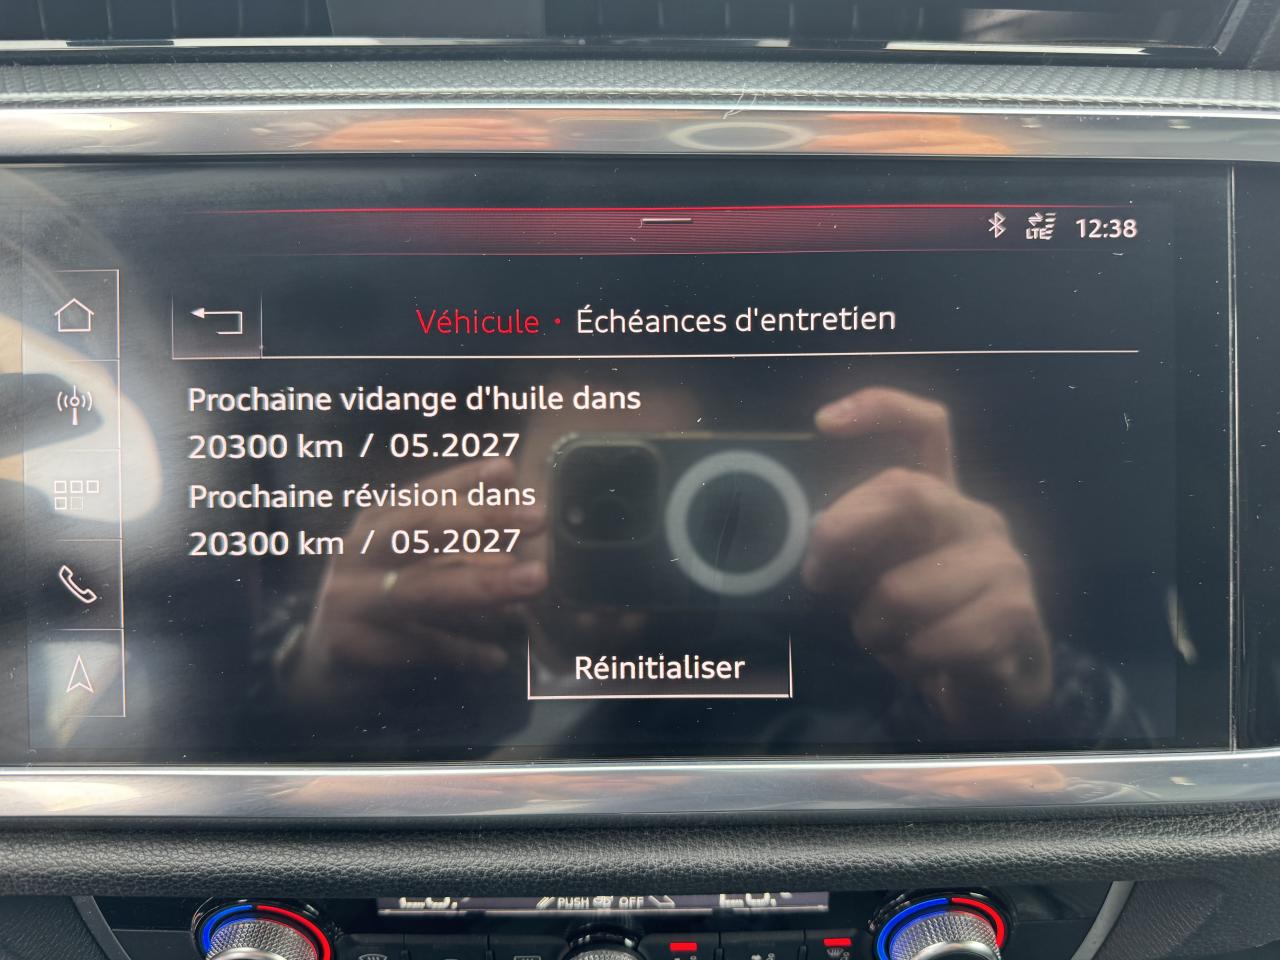 LTE 12:38
Véhicule • Échéances d'entretien
Prochaine vidange d'huile dans
20300 km / 05.2027
Prochaine révision dans
20300 km / 05.2027
Réinitialiser
PUSH OFF